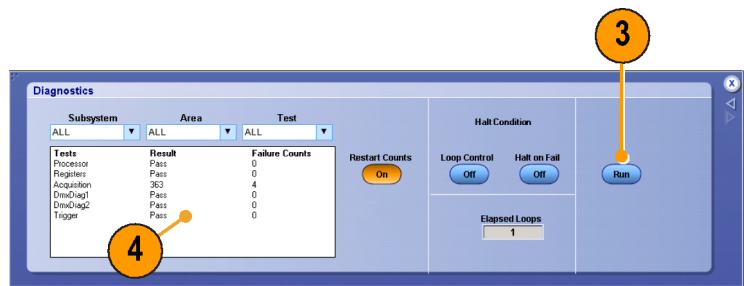 3
Diagnostics
X
Subsystem Area Test
ALL ALL ALL
Halt Condition
Tests Result Failure Counts
Processor Pass 0
Registers Pass 0
Acquisition 363 4
DmxDiag1 Pass 0
DmxDiag2 Pass 0
Trigger Pass 0
Restart Counts
On
Loop Control Halt on Fail
Off Off
Run
Elapsed Loops
1
4